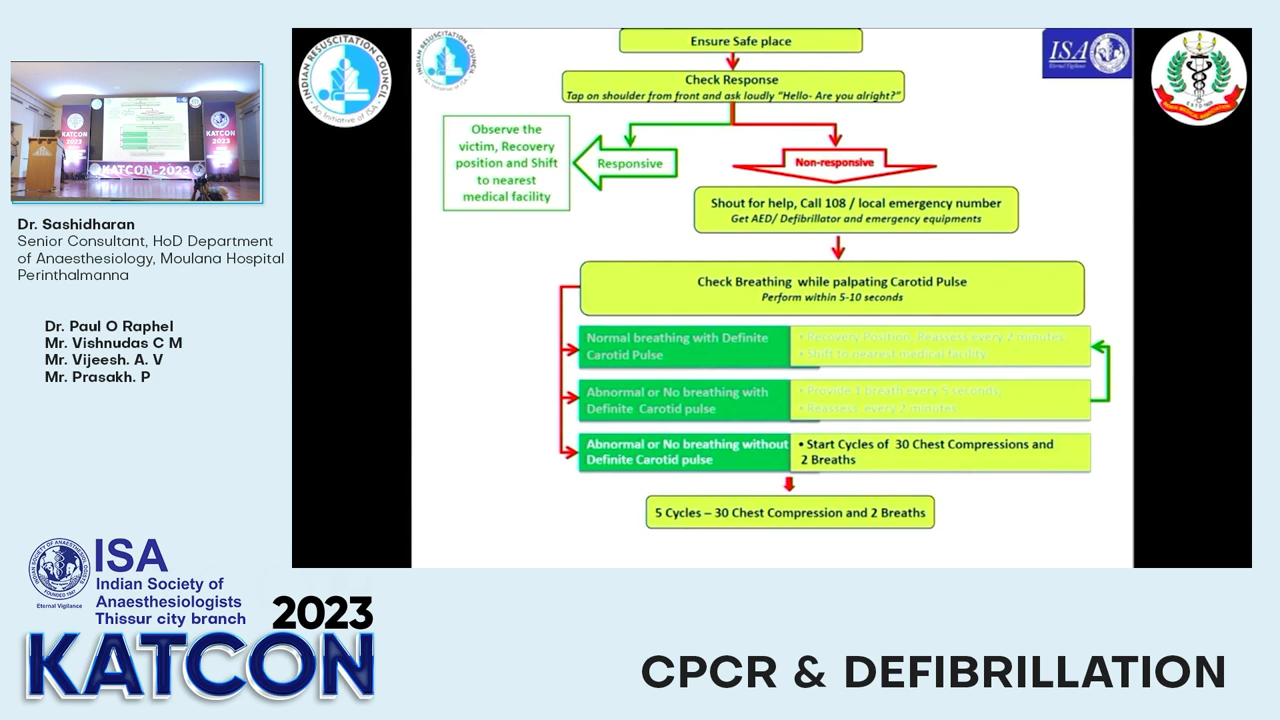 Ensure Safe place
Check Response
Tap on shoulder from front and ask loudly “Hello- Are you alright?”
Observe the
victim, Recovery
position and Shift
to nearest
medical facility
Responsive
Non-responsive
Shout for help, Call 108 / local emergency number
Get AED/ Defibrillator and emergency equipments
Check Breathing while palpating Carotid Pulse
Perform within 5-10 seconds
Normal breathing with Definite
Carotid Pulse
• Recovery Position, Reassess every 2 minutes
• Shift to nearest medical facility
Abnormal or No breathing with
Definite Carotid pulse
• Provide 1 breath every 5 seconds,
• Reassess every 2 minutes
Abnormal or No breathing without
Definite Carotid pulse
• Start Cycles of 30 Chest Compressions and
2 Breaths
5 Cycles – 30 Chest Compression and 2 Breaths
INDIAN RESUSCITATION COUNCIL
An Initiative of ISA
INDIAN RESUSCITATION COUNCIL
ISA
Eternal Vigilance
KATCON
2023
KATCON
2023
KATCON-2023
Dr. Sashidharan
Senior Consultant, HoD Department
of Anaesthesiology, Moulana Hospital
Perinthalmanna
Dr. Paul O Raphel
Mr. Vishnudas C M
Mr. Vijeesh. A. V
Mr. Prasakh. P
Eternal Vigilance
ISA
Indian Society of
Anaesthesiologists
Thissur city branch
2023
KATCON
CPCR & DEFIBRILLATION